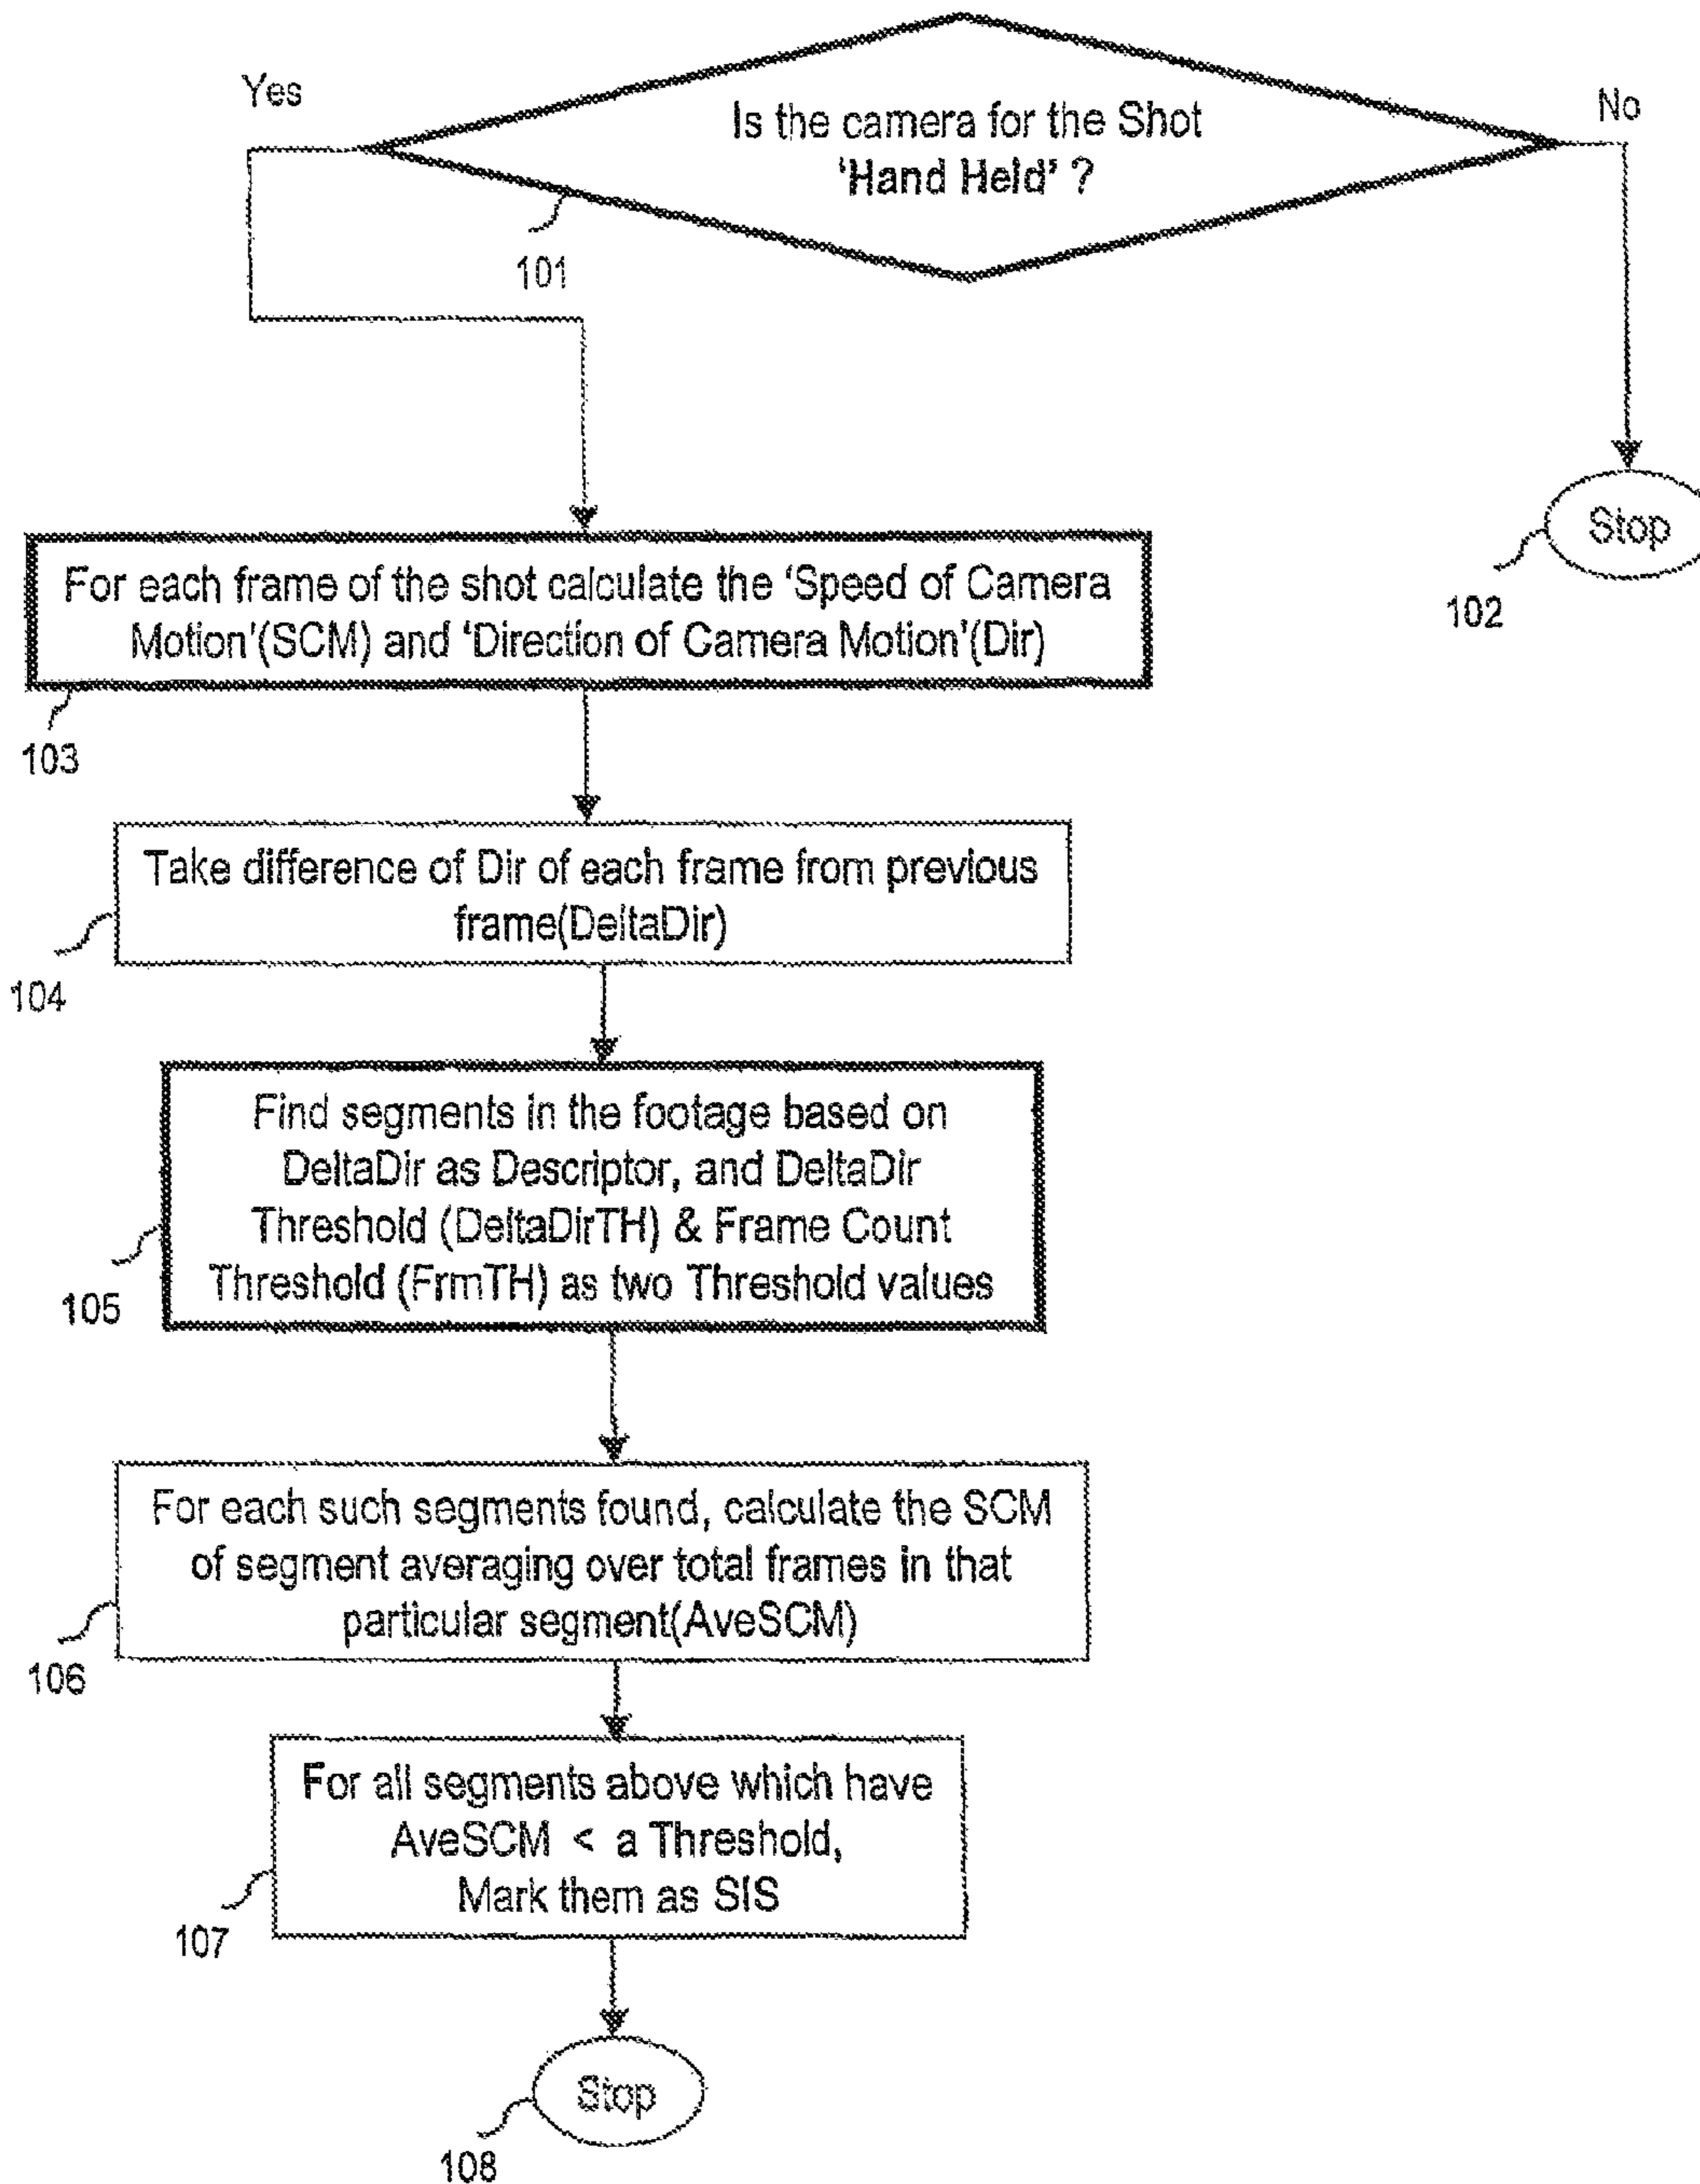 Yes
No
Is the camera for the Shot
‘Hand Held’ ?
101
Stop
102
For each frame of the shot calculate the ‘Speed of Camera
Motion’(SCM) and ‘Direction of Camera Motion’(Dir)
103
Take difference of Dir of each frame from previous
frame(DeltaDir)
104
Find segments in the footage based on
DeltaDir as Descriptor, and DeltaDir
Threshold (DeltaDirTH) & Frame Count
Threshold (FrmTH) as two Threshold values
105
For each such segments found, calculate the SCM
of segment averaging over total frames in that
particular segment(AveSCM)
106
For all segments above which have
AveSCM < a Threshold,
Mark them as SIS
107
Stop
108